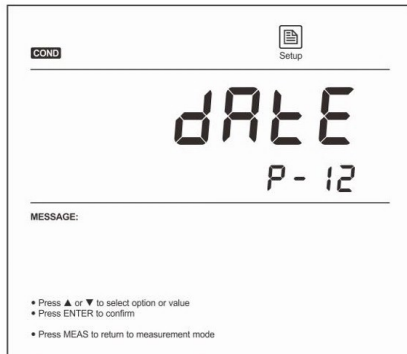 Setup
COND
dAtE
P-12
MESSAGE:
• Press ▲ or ▼ to select option or value
• Press ENTER to confirm
• Press MEAS to return to measurement mode